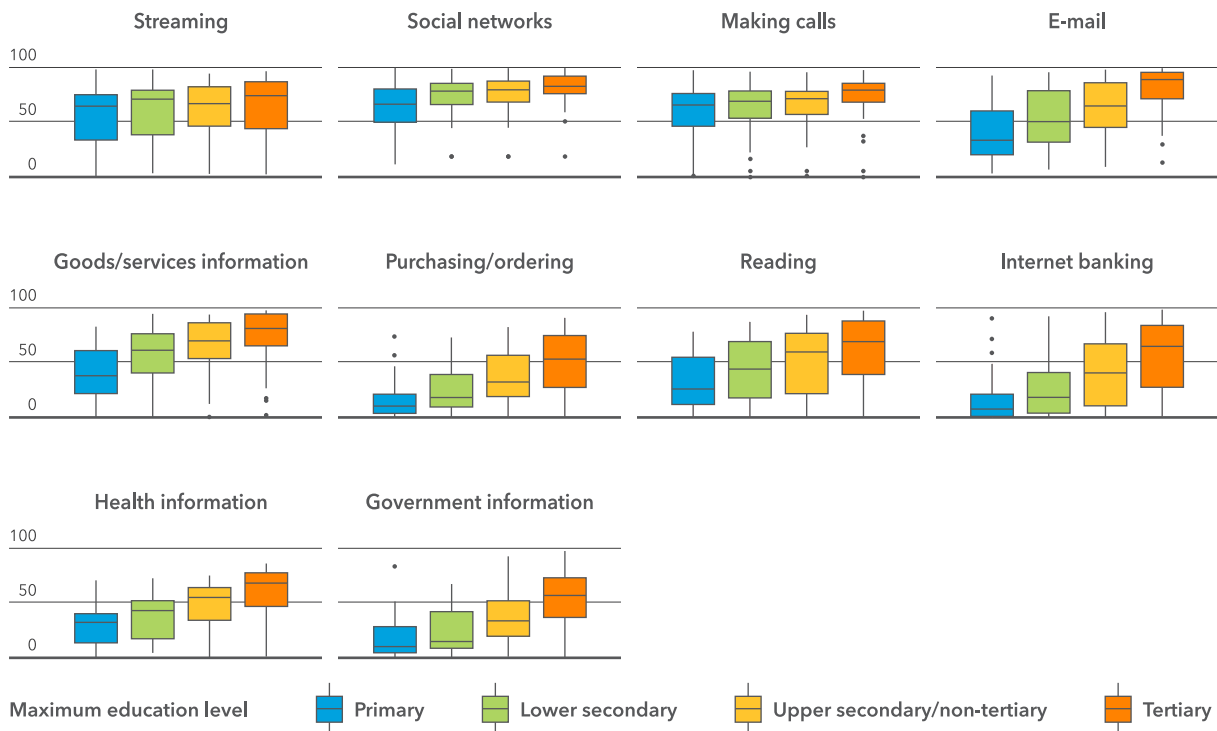 Streaming
Social networks
Making calls
E-mail
100
50
0
Goods/services information
Purchasing/ordering
Reading
Internet banking
100
50
0
Health information
Government information
100
50
0
Maximum education level
Primary
Lower secondary
Upper secondary/non-tertiary
Tertiary